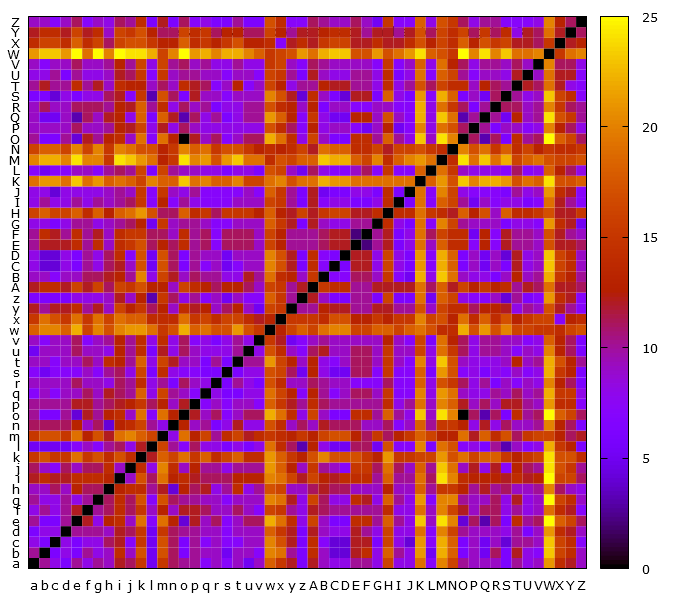 Z
Y
X
W
V
U
T
S
R
Q
P
O
N
M
L
K
J
I
H
G
F
E
D
C
B
A
z
y
x
w
v
u
t
s
r
q
p
o
n
m
l
k
j
i
h
g
f
e
d
c
b
a
a b c d e f g h i j k l m n o p q r s t u v w x y z A B C D E F G H I J K L M N O P Q R S T U V W X Y Z
25
20
15
10
5
0